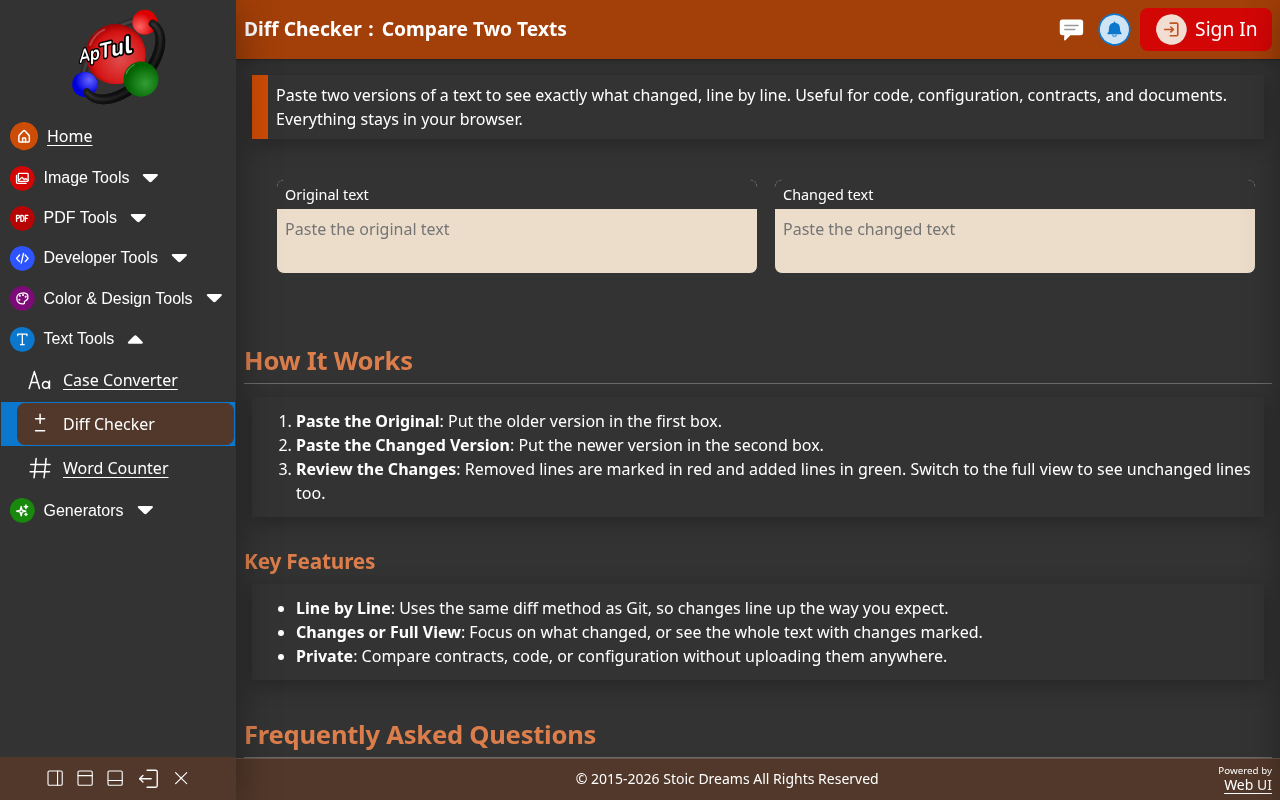 ApTul
Home
Image Tools
PDF Tools
Developer Tools
Color & Design Tools
Text Tools
Case Converter
Diff Checker
Word Counter
Generators
Diff Checker : Compare Two Texts
Sign In
Paste two versions of a text to see exactly what changed, line by line. Useful for code, configuration, contracts, and documents.
Everything stays in your browser.
Original text
Paste the original text
Changed text
Paste the changed text
How It Works
1. Paste the Original: Put the older version in the first box.
2. Paste the Changed Version: Put the newer version in the second box.
3. Review the Changes: Removed lines are marked in red and added lines in green. Switch to the full view to see unchanged lines
too.
Key Features
• Line by Line: Uses the same diff method as Git, so changes line up the way you expect.
• Changes or Full View: Focus on what changed, or see the whole text with changes marked.
• Private: Compare contracts, code, or configuration without uploading them anywhere.
Frequently Asked Questions
© 2015-2026 Stoic Dreams All Rights Reserved
Powered by
Web UI